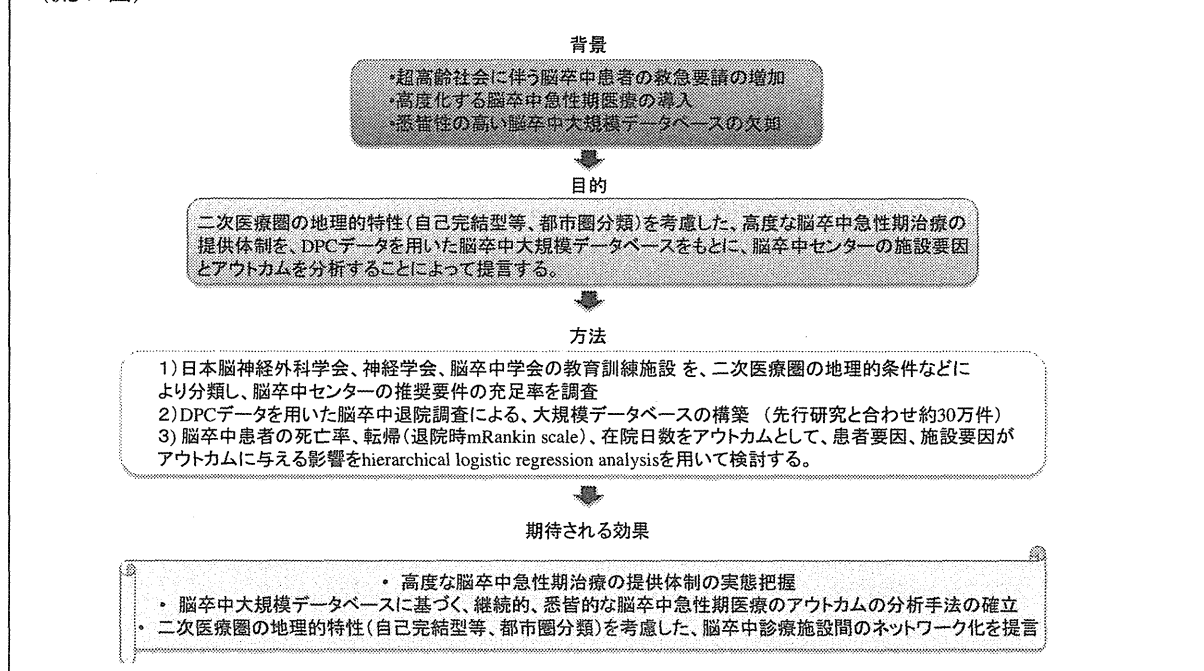 背景
・超高齢社会に伴う脳卒中患者の救急要請の増加
・高度化する脳卒中急性期医療の導入
・悉皆性の高い脳卒中大規模データベースの欠如
目的
二次医療圏の地理的特性(自己完結型等、都市圏分類)を考慮した、高度な脳卒中急性期治療の
提供体制を、DPCデータを用いた脳卒中大規模データベースをもとに、脳卒中センターの施設要因
とアウトカムを分析することによって提言する。
方法
1)日本脳神経外科学会、神経学会、脳卒中学会の教育訓練施設 を、二次医療圏の地理的条件などに
より分類し、脳卒中センターの推奨要件の充足率を調査
2)DPCデータを用いた脳卒中退院調査による、大規模データベースの構築 (先行研究と合わせ約30万件)
3) 脳卒中患者の死亡率、転帰(退院時mRankin scale)、在院日数をアウトカムとして、患者要因、施設要因が
アウトカムに与える影響をhierarchical logistic regression analysisを用いて検討する。
期待される効果
・ 高度な脳卒中急性期治療の提供体制の実態把握
・ 脳卒中大規模データベースに基づく、継続的、悉皆的な脳卒中急性期医療のアウトカムの分析手法の確立
・ 二次医療圏の地理的特性(自己完結型等、都市圏分類)を考慮した、脳卒中診療施設間のネットワーク化を提言